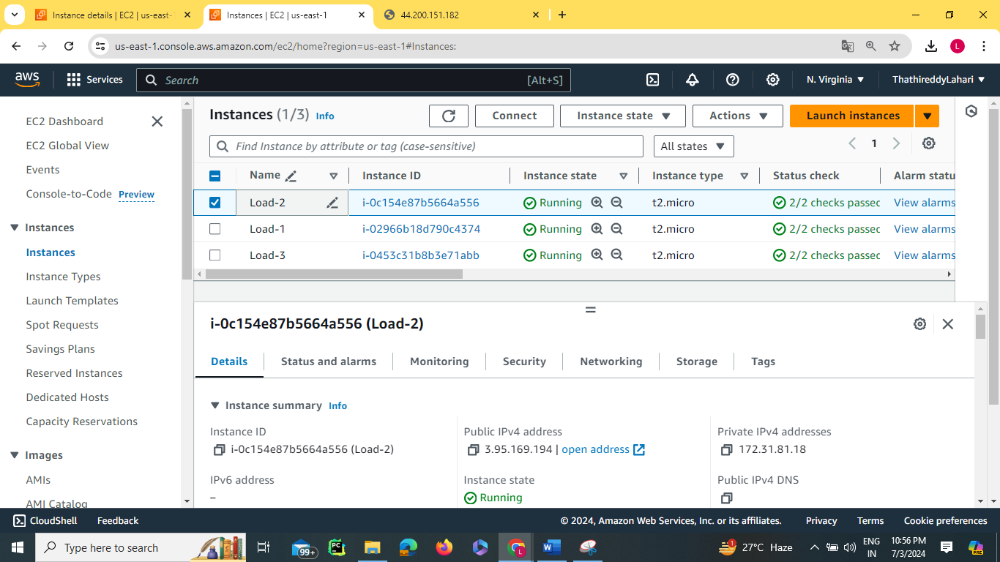 Instance details | EC2 | us-east-
Instances | EC2 | us-east-1
44.200.151.182
us-east-1.console.aws.amazon.com/ec2/home?region=us-east-1#Instances:
L
aws
Services
Search
[Alt+S]
N. Virginia
ThathireddyLahari
EC2 Dashboard
EC2 Global View
Events
Console-to-Code Preview
Instances
Instances
Instance Types
Launch Templates
Spot Requests
Savings Plans
Reserved Instances
Dedicated Hosts
Capacity Reservations
Images
AMIs
AMI Catalog
Instances (1/3) Info
Connect
Instance state
Actions
Launch instances
Find Instance by attribute or tag (case-sensitive)
All states
1
Name Instance ID Instance state Instance type Status check Alarm statu
Load-2 i-0c154e87b5664a556 Running t2.micro 2/2 checks passec View alarms
Load-1 i-02966b18d790c4374 Running t2.micro 2/2 checks passec View alarms
Load-3 i-0453c31b8b3e71abb Running t2.micro 2/2 checks passec View alarms
i-0c154e87b5664a556 (Load-2)
Details Status and alarms Monitoring Security Networking Storage Tags
Instance summary Info
Instance ID
i-0c154e87b5664a556 (Load-2)
Public IPv4 address
3.95.169.194 | open address
Private IPv4 addresses
172.31.81.18
IPv6 address
–
Instance state
Running
Public IPv4 DNS
CloudShell Feedback
© 2024, Amazon Web Services, Inc. or its affiliates. Privacy Terms Cookie preferences
Type here to search
99+
PC
L
W
27°C Haze
ENG
IN
10:56 PM
7/3/2024
PRE